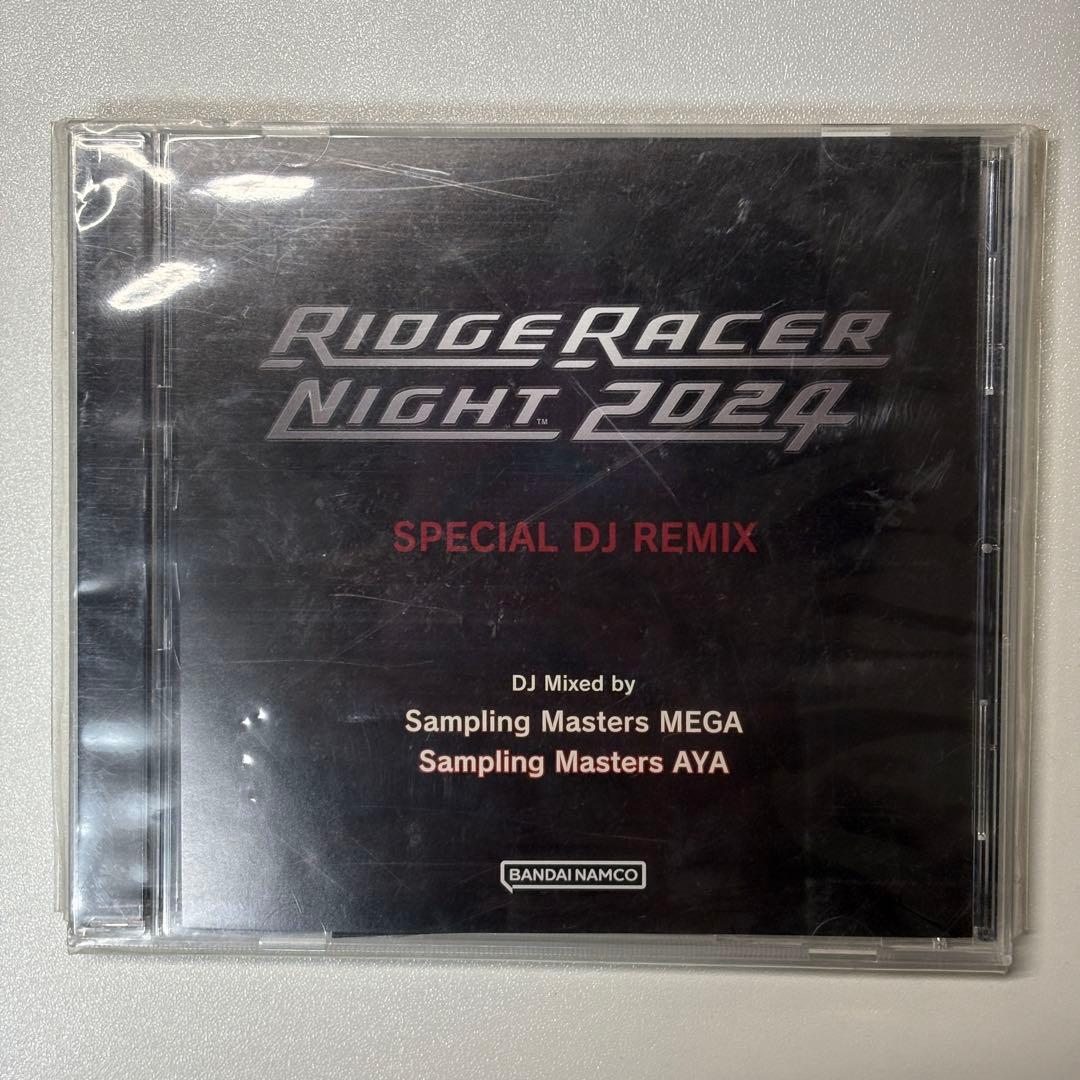 RIDGE RACER
NIGHT™ 2024
SPECIAL DJ REMIX
DJ Mixed by
Sampling Masters MEGA
Sampling Masters AYA
BANDAI NAMCO